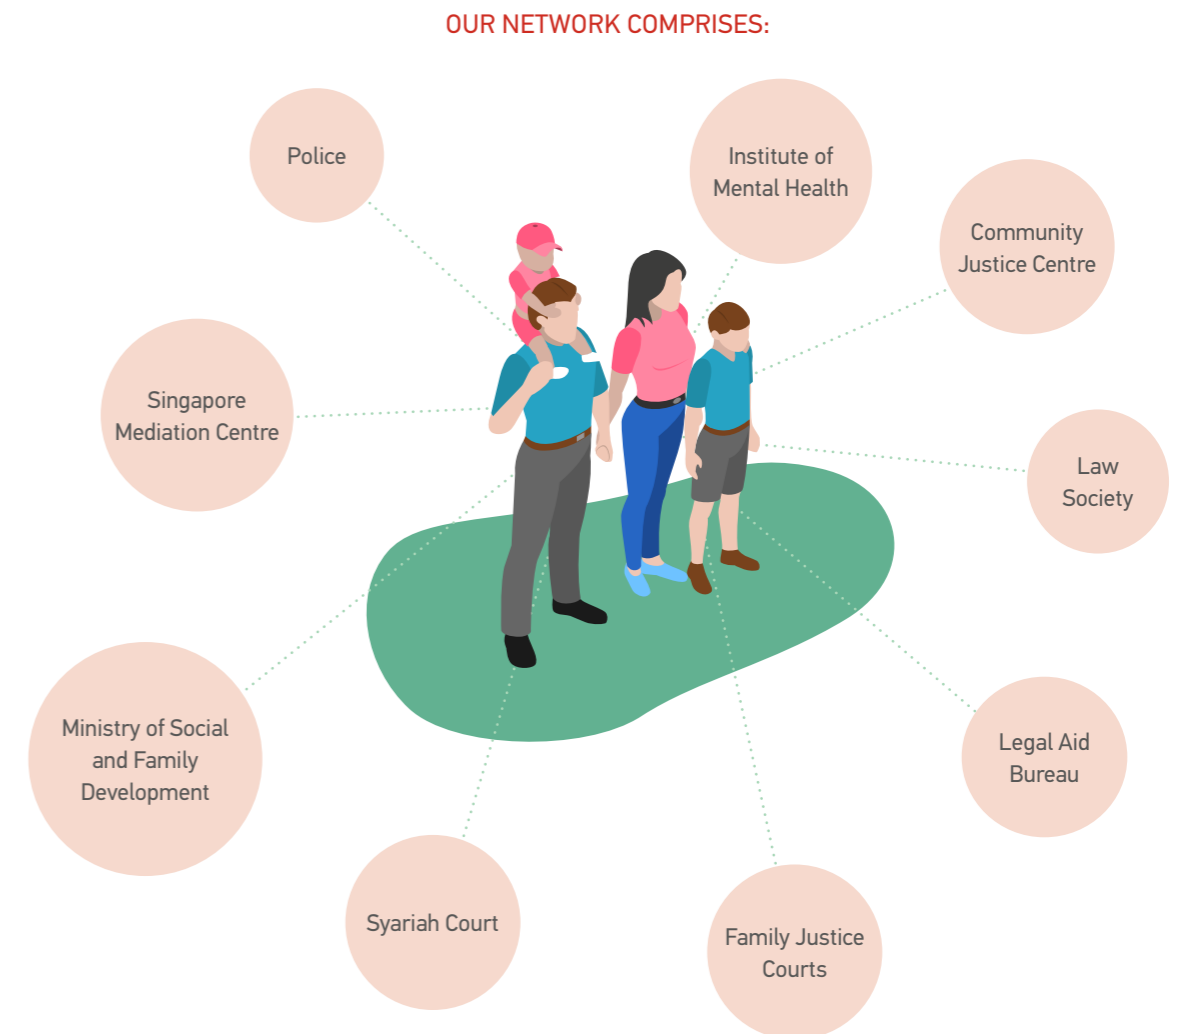 OUR NETWORK COMPRISES:
Police
Institute of
Mental Health
Community
Justice Centre
Singapore
Mediation Centre
Law
Society
Ministry of Social
and Family
Development
Legal Aid
Bureau
Syariah Court
Family Justice
Courts